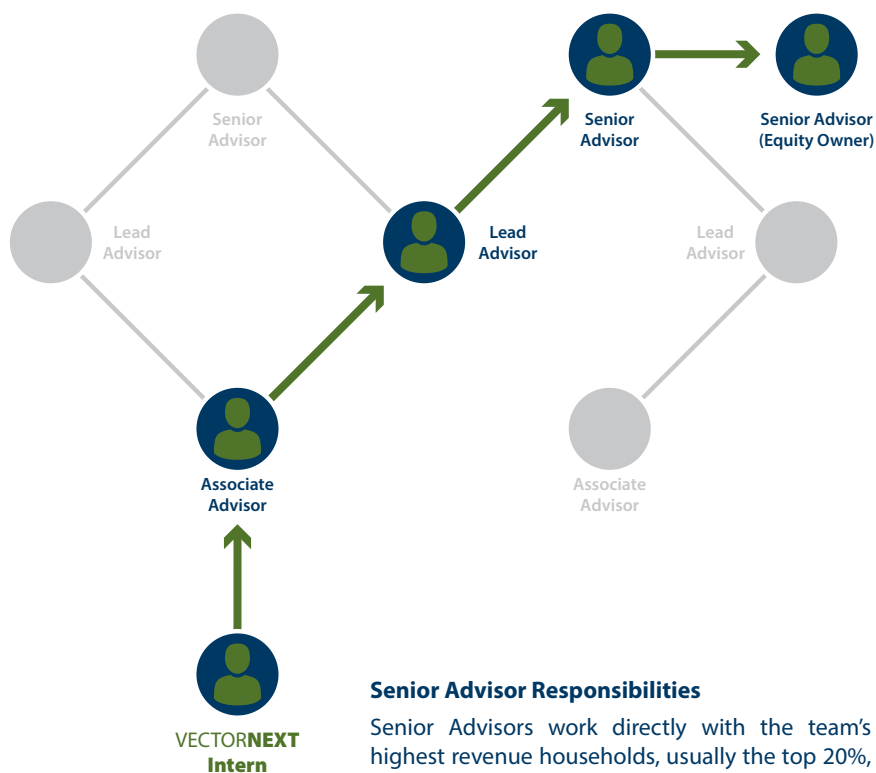 Senior
Advisor
Senior
Advisor
Senior Advisor
(Equity Owner)
Lead
Advisor
Lead
Advisor
Lead
Advisor
Associate
Advisor
Associate
Advisor
VECTORNEXT
Intern
Senior Advisor Responsibilities
Senior Advisors work directly with the team’s
highest revenue households, usually the top 20%,